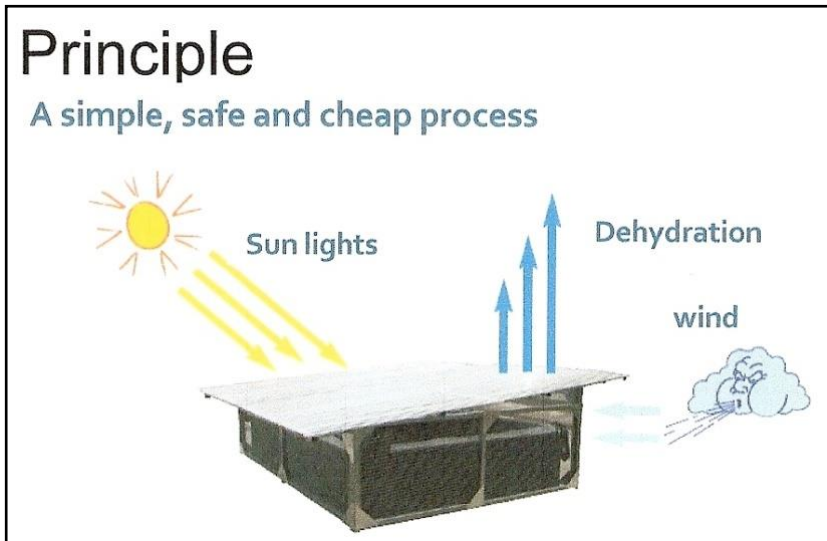 Principle
A simple, safe and cheap process
Sun lights
Dehydration
wind